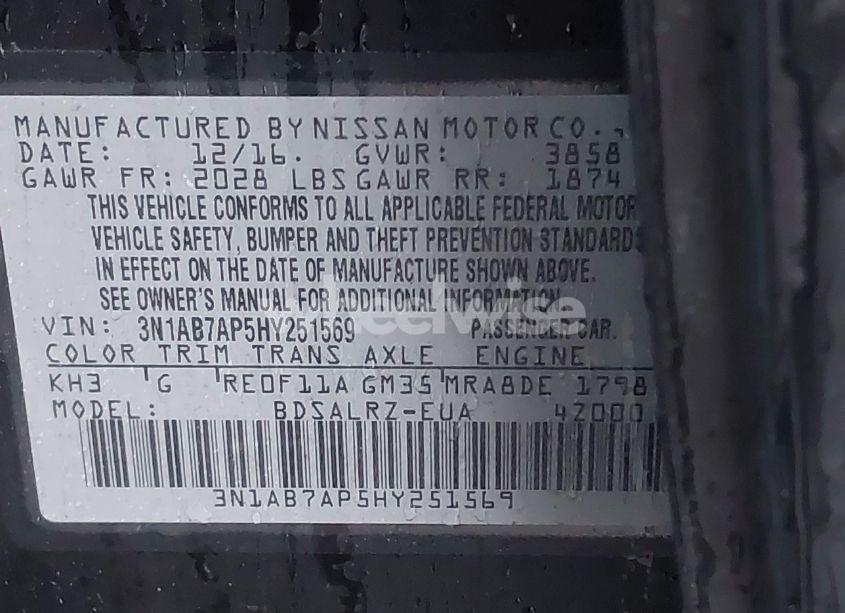 MANUFACTURED BY NISSAN MOTOR CO.,
DATE: 12/16. GVWR: 3858
GAWR FR: 2028 LBS GAWR RR: 1874
THIS VEHICLE CONFORMS TO ALL APPLICABLE FEDERAL MOTOR
VEHICLE SAFETY, BUMPER AND THEFT PREVENTION STANDARDS
IN EFFECT ON THE DATE OF MANUFACTURE SHOWN ABOVE.
SEE OWNER'S MANUAL FOR ADDITIONAL INFORMATION.
wheelwise
VIN: 3N1AB7AP5HY251569 PASSENGER CAR.
COLOR TRIM TRANS AXLE ENGINE
KH3 G RE0F11A GM35 MRA8DE 1798
MODEL: BDSALRZ-EUA 42000
3N1AB7AP5HY251569